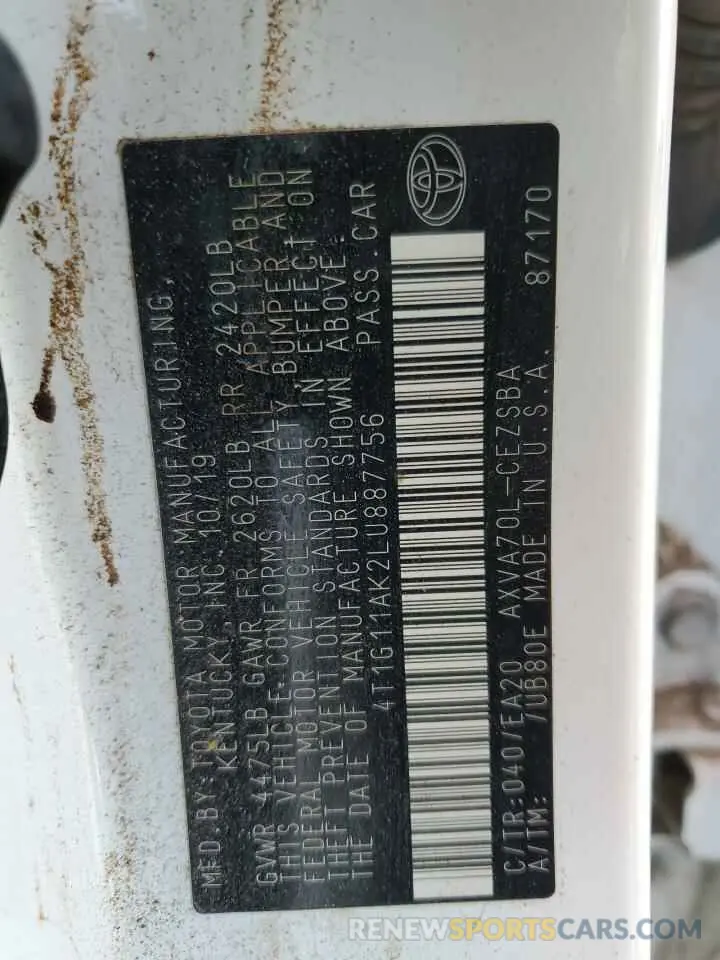 MFD.BY:TOYOTA MOTOR MANUFACTURING,
KENTUCKY, INC.10/19
GVWR 4475LB GAWR FR 2620LB RR 2420LB
THIS VEHICLE CONFORMS TO ALL APPLICABLE
FEDERAL MOTOR VEHICLE SAFETY, BUMPER AND
THEFT PREVENTION STANDARDS IN EFFECT ON
THE DATE OF MANUFACTURE SHOWN ABOVE.
4T1G11AK2LU887756 PASS.CAR
C/TR:040/EA20 AXVA70L-CEZSBA
A/TM: /UB80E MADE IN U.S.A. 87170
RENEWSPORTSCARS.COM